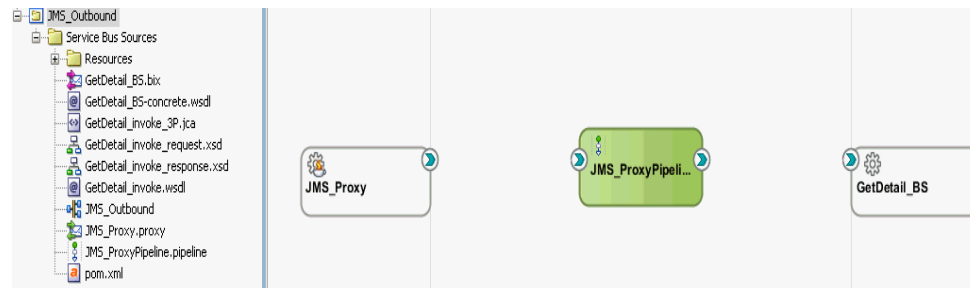 JMS_Outbound
Service Bus Sources
Resources
GetDetail_BS.bix
GetDetail_BS-concrete.wsdl
GetDetail_invoke_3P.jca
GetDetail_invoke_request.xsd
GetDetail_invoke_response.xsd
GetDetail_invoke.wsdl
JMS_Outbound
JMS_Proxy.proxy
JMS_ProxyPipeline.pipeline
pom.xml
JMS_Proxy
JMS_ProxyPipeli...
GetDetail_BS